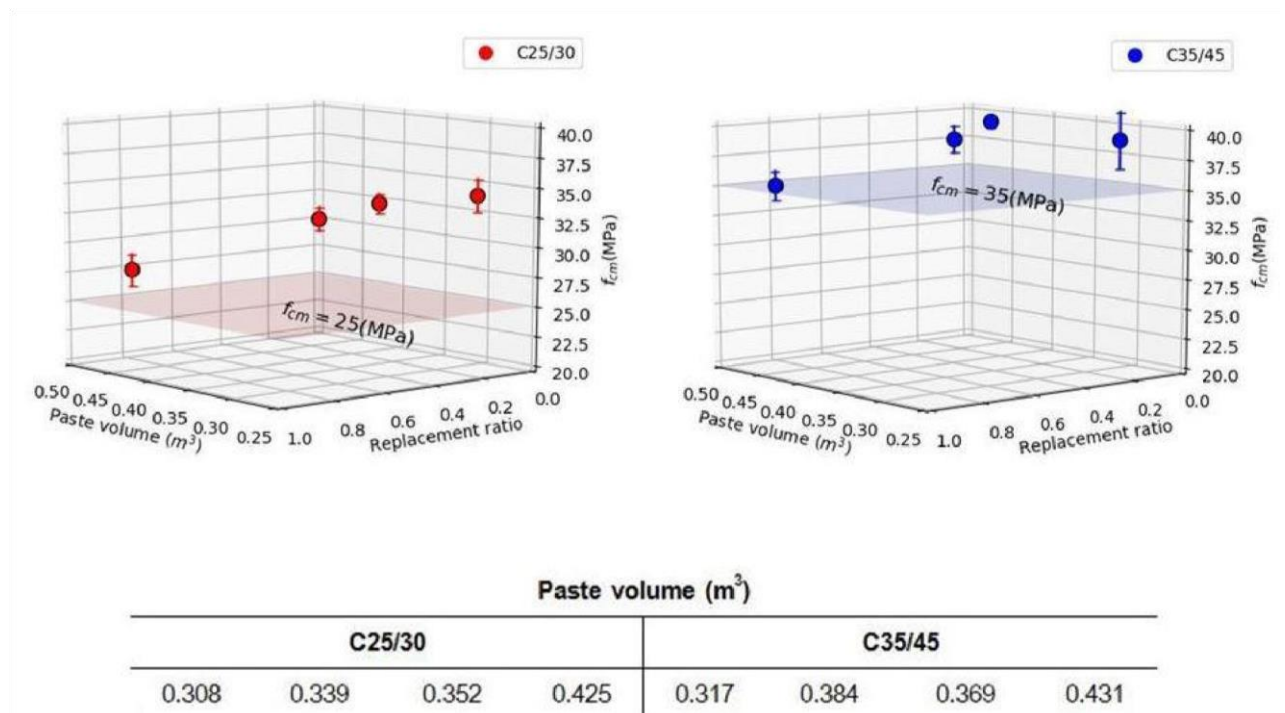 C25/30
40.0
37.5
35.0
32.5
30.0
27.5
25.0
22.5
20.0
f_cm(MPa)
f_cm = 25(MPa)
0.50 0.45 0.40 0.35 0.30 0.25
Paste volume (m³)
1.0 0.8 0.6 0.4 0.2 0.0
Replacement ratio
C35/45
40.0
37.5
35.0
32.5
30.0
27.5
25.0
22.5
20.0
f_cm(MPa)
f_cm = 35(MPa)
0.50 0.45 0.40 0.35 0.30 0.25
Paste volume (m³)
1.0 0.8 0.6 0.4 0.2 0.0
Replacement ratio
Paste volume (m³)
C25/30 C35/45
0.308 0.339 0.352 0.425 0.317 0.384 0.369 0.431